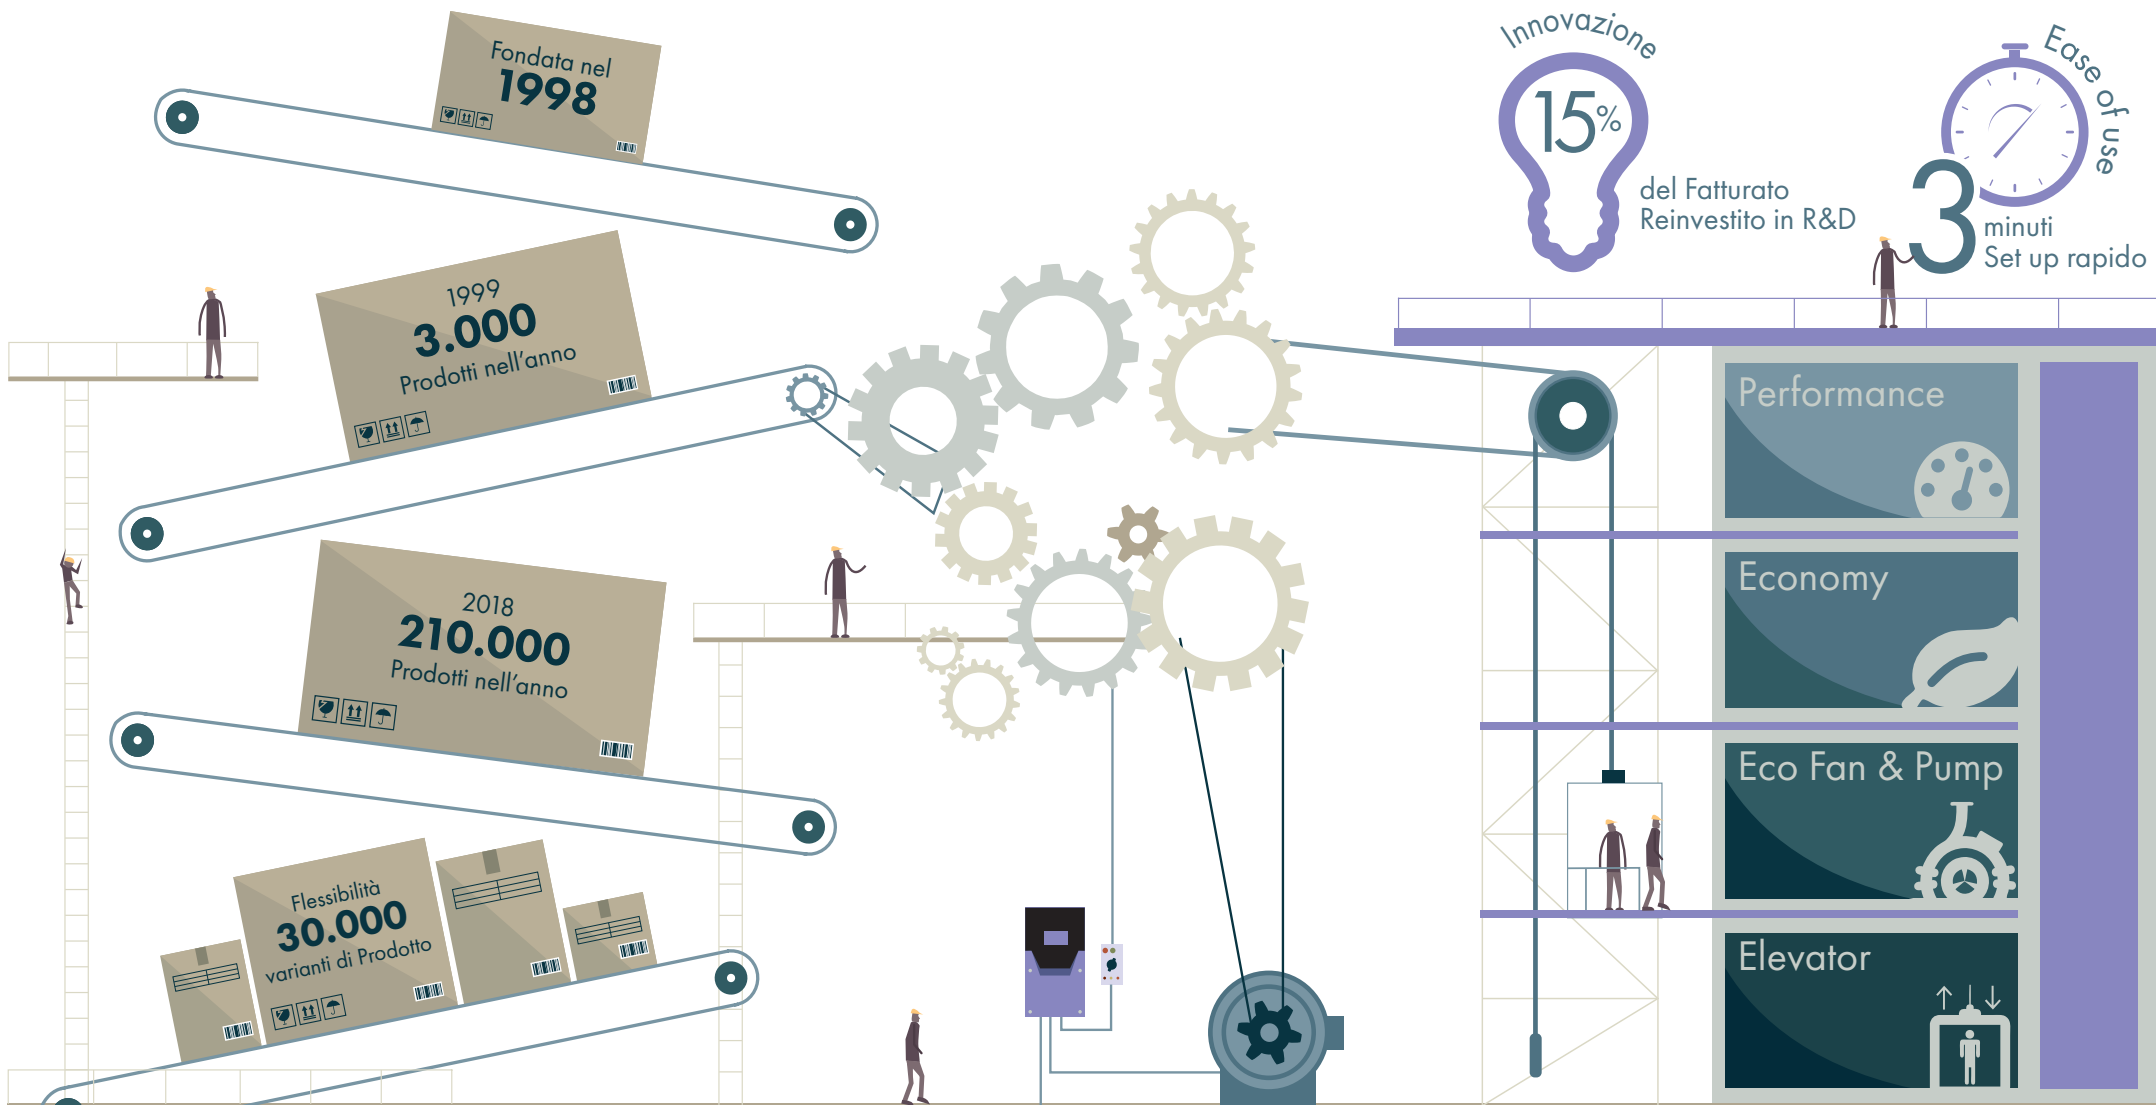 Fondata nel
1998
1999
3.000
Prodotti nell'anno
2018
210.000
Prodotti nell'anno
Flessibilità
30.000
varianti di Prodotto
Innovazione
15%
del Fatturato
Reinvestito in R&D
Ease of use
3
minuti
Set up rapido
Performance
Economy
Eco Fan & Pump
Elevator